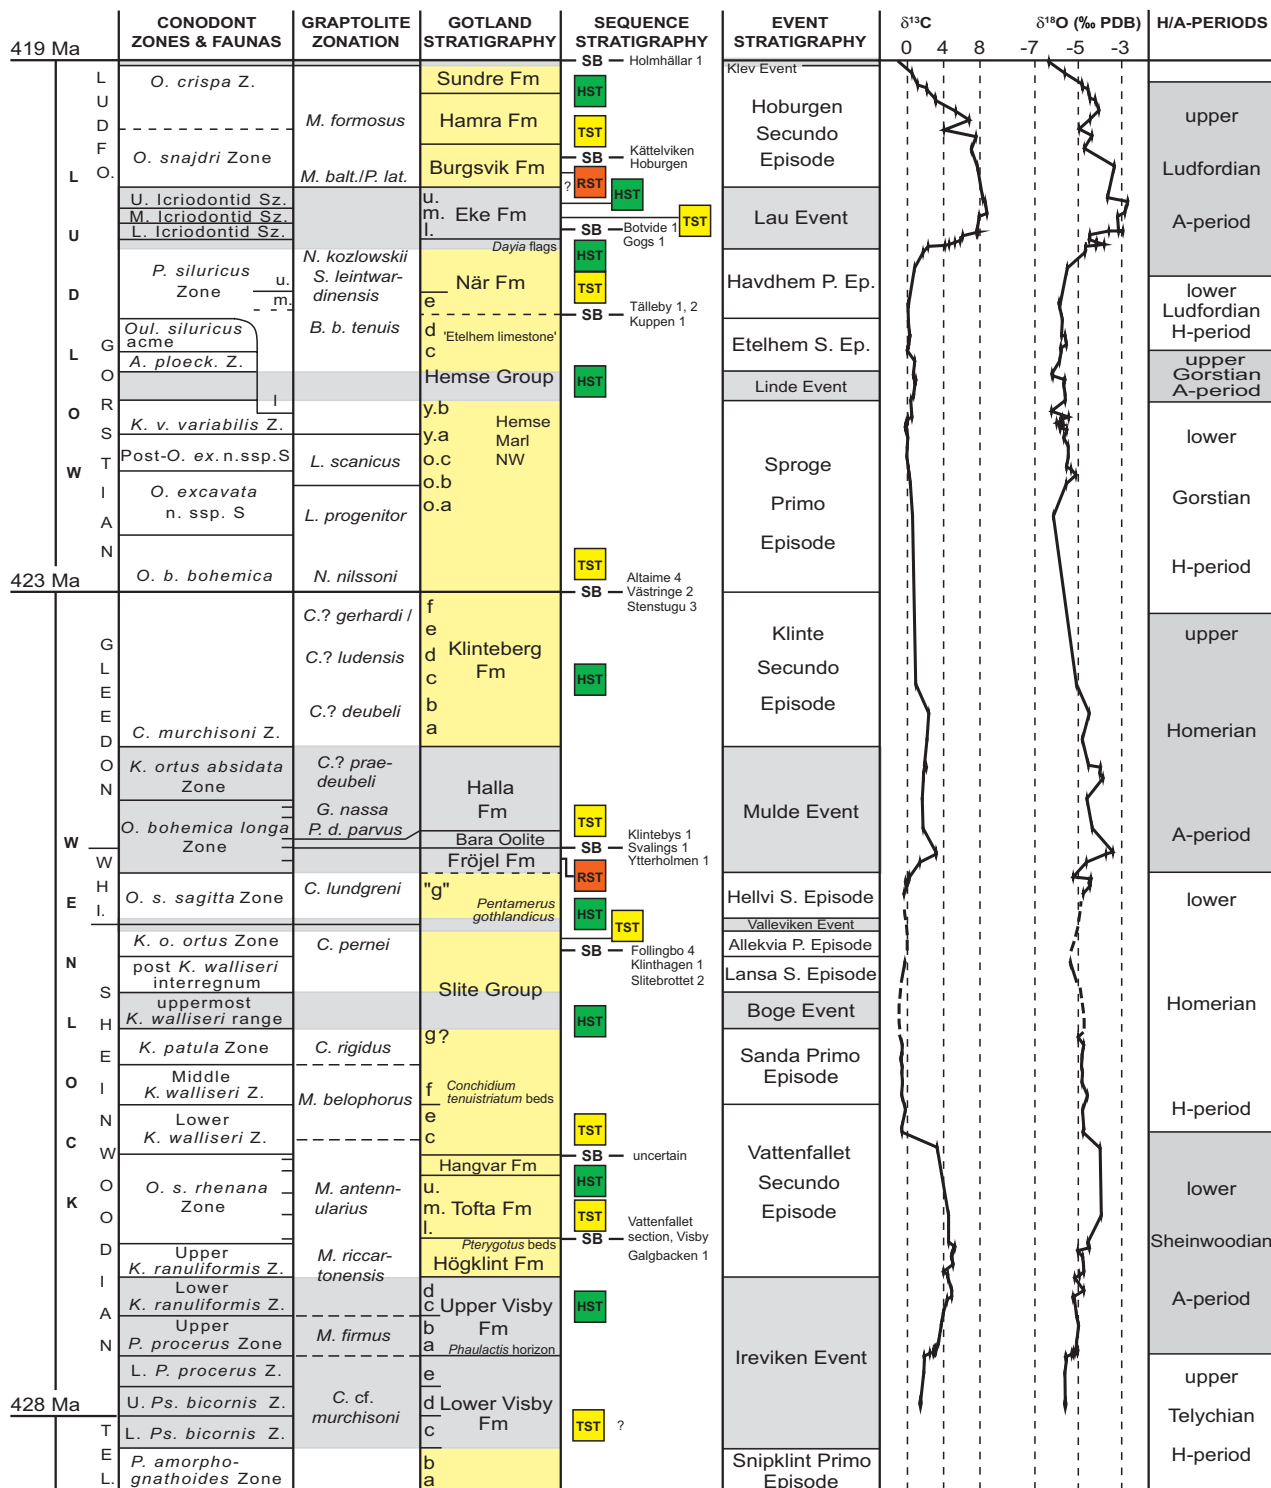 CONODONT
ZONES & FAUNAS
GRAPTOLITE
ZONATION
GOTLAND
STRATIGRAPHY
SEQUENCE
STRATIGRAPHY
EVENT
STRATIGRAPHY
δ13C
0 4 8
δ18O (‰ PDB)
-7 -5 -3
H/A-PERIODS
419 Ma
423 Ma
428 Ma
LUDLOW
WENLOCK
LUDFO.
GORSTIAN
GLEEDON
WHI.
SHEINWOODIAN
TEL.
O. crispa Z.
O. snajdri Zone
U. Icriodontid Sz.
M. Icriodontid Sz.
L. Icriodontid Sz.
P. siluricus
Zone
u.
m.
Oul. siluricus
acme
A. ploeck. Z.
l
K. v. variabilis Z.
Post-O. ex. n.ssp.S
O. excavata
n. ssp. S
O. b. bohemica
C. murchisoni Z.
K. ortus absidata
Zone
O. bohemica longa
Zone
O. s. sagitta Zone
K. o. ortus Zone
post K. walliseri
interregnum
uppermost
K. walliseri range
K. patula Zone
Middle
K. walliseri Z.
Lower
K. walliseri Z.
O. s. rhenana
Zone
Upper
K. ranuliformis Z.
Lower
K. ranuliformis Z.
Upper
P. procerus Zone
L. P. procerus Z.
U. Ps. bicornis Z.
L. Ps. bicornis Z.
P. amorpho-
gnathoides Zone
M. formosus
M. balt./P. lat.
N. kozlowskii
S. leintwar-
dinensis
B. b. tenuis
L. scanicus
L. progenitor
N. nilssoni
C.? gerhardi /
C.? ludensis
C.? deubeli
C.? prae-
deubeli
G. nassa
P. d. parvus
C. lundgreni
C. pernei
C. rigidus
M. belophorus
M. antenn-
ularius
M. riccar-
tonensis
M. firmus
C. cf.
murchisoni
Sundre Fm
Hamra Fm
Burgsvik Fm
u.
m.
l.
Eke Fm
Dayia flags
När Fm
e
d
c
'Etelhem limestone'
Hemse Group
y.b
y.a
o.c
o.b
o.a
Hemse
Marl
NW
f
e
d
c
b
a
Klinteberg
Fm
Halla
Fm
Bara Oolite
Fröjel Fm
"g"
Pentamerus
gothlandicus
Slite Group
g?
f
e
c
Conchidium
tenuistriatum beds
Hangvar Fm
u.
m.
l.
Tofta Fm
Pterygotus beds
Högklint Fm
d
c
b
a
Upper Visby
Fm
Phaulactis horizon
e
d
c
Lower Visby
Fm
b
a
SB
Holmhällar 1
HST
TST
SB
Kättelviken
Hoburgen
?
RST
HST
TST
SB
Botvide 1
Gogs 1
HST
TST
SB
Tälleby 1, 2
Kuppen 1
HST
TST
SB
Altaime 4
Västringe 2
Stenstugu 3
HST
TST
SB
Klintebys 1
Svalings 1
Ytterholmen 1
RST
HST
TST
SB
Follingbo 4
Klinthagen 1
Slitebrottet 2
HST
TST
SB
uncertain
HST
TST
SB
Vattenfallet
section, Visby
Galgbacken 1
HST
TST
?
Klev Event
Hoburgen
Secundo
Episode
Lau Event
Havdhem P. Ep.
Etelhem S. Ep.
Linde Event
Sproge
Primo
Episode
Klinte
Secundo
Episode
Mulde Event
Hellvi S. Episode
Valleviken Event
Allekvia P. Episode
Lansa S. Episode
Boge Event
Sanda Primo
Episode
Vattenfallet
Secundo
Episode
Ireviken Event
Snipklint Primo
Episode
upper
Ludfordian
A-period
lower
Ludfordian
H-period
upper
Gorstian
A-period
lower
Gorstian
H-period
upper
Homerian
A-period
lower
Homerian
H-period
lower
Sheinwoodian
A-period
upper
Telychian
H-period